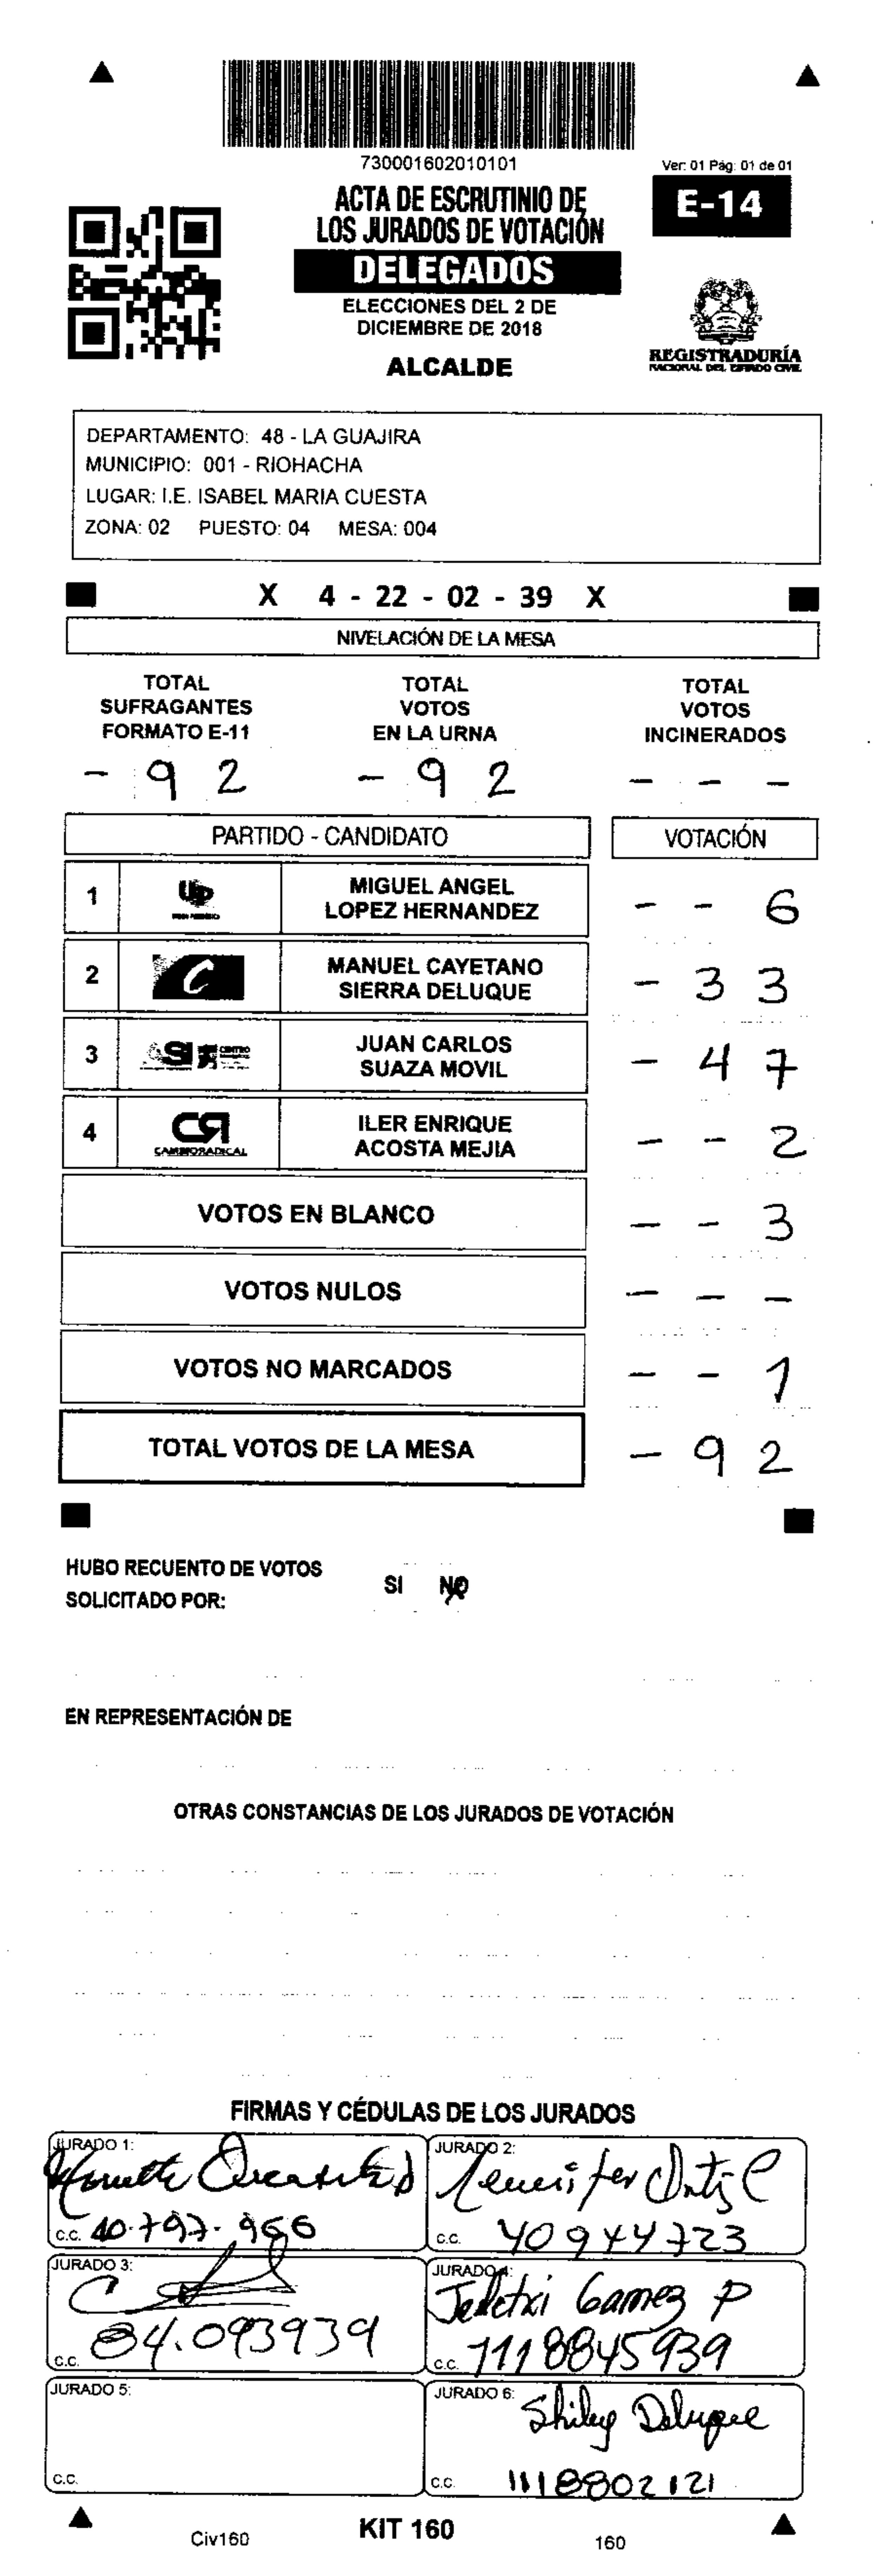 730001602010101
Ver: 01 Pág: 01 de 01
ACTA DE ESCRUTINIO DE
LOS JURADOS DE VOTACIÓN
E-14
DELEGADOS
ELECCIONES DEL 2 DE
DICIEMBRE DE 2018
ALCALDE
REGISTRADURÍA
NACIONAL DEL ESTADO CIVIL
DEPARTAMENTO: 48 - LA GUAJIRA
MUNICIPIO: 001 - RIOHACHA
LUGAR: I.E. ISABEL MARIA CUESTA
ZONA: 02 PUESTO: 04 MESA: 004
X 4 - 22 - 02 - 39 X
NIVELACIÓN DE LA MESA
TOTAL SUFRAGANTES FORMATO E-11
TOTAL VOTOS EN LA URNA
TOTAL VOTOS INCINERADOS
- 9 2
- 9 2
- - -
PARTIDO - CANDIDATO VOTACIÓN
1 up MIGUEL ANGEL
LOPEZ HERNANDEZ - - 6
2 C MANUEL CAYETANO
SIERRA DELUQUE - 3 3
3 ASI CENTRO JUAN CARLOS
SUAZA MOVIL - 4 7
4 CR CAMBIO RADICAL ILER ENRIQUE
ACOSTA MEJIA - - 2
VOTOS EN BLANCO - - 3
VOTOS NULOS - - -
VOTOS NO MARCADOS - - 1
TOTAL VOTOS DE LA MESA - 9 2
HUBO RECUENTO DE VOTOS SI NO
SOLICITADO POR:
EN REPRESENTACIÓN DE
OTRAS CONSTANCIAS DE LOS JURADOS DE VOTACIÓN
FIRMAS Y CÉDULAS DE LOS JURADOS
JURADO 1:
C.C. 40.797.966
JURADO 2: Jennifer Ortiz C
C.C. 40944723
JURADO 3:
C.C. 84.093939
JURADO 4: Gamez P
C.C. 1118845939
JURADO 5:
C.C.
JURADO 6: Shiley Deluque
C.C. 1118802121
Civ160 KIT 160 160